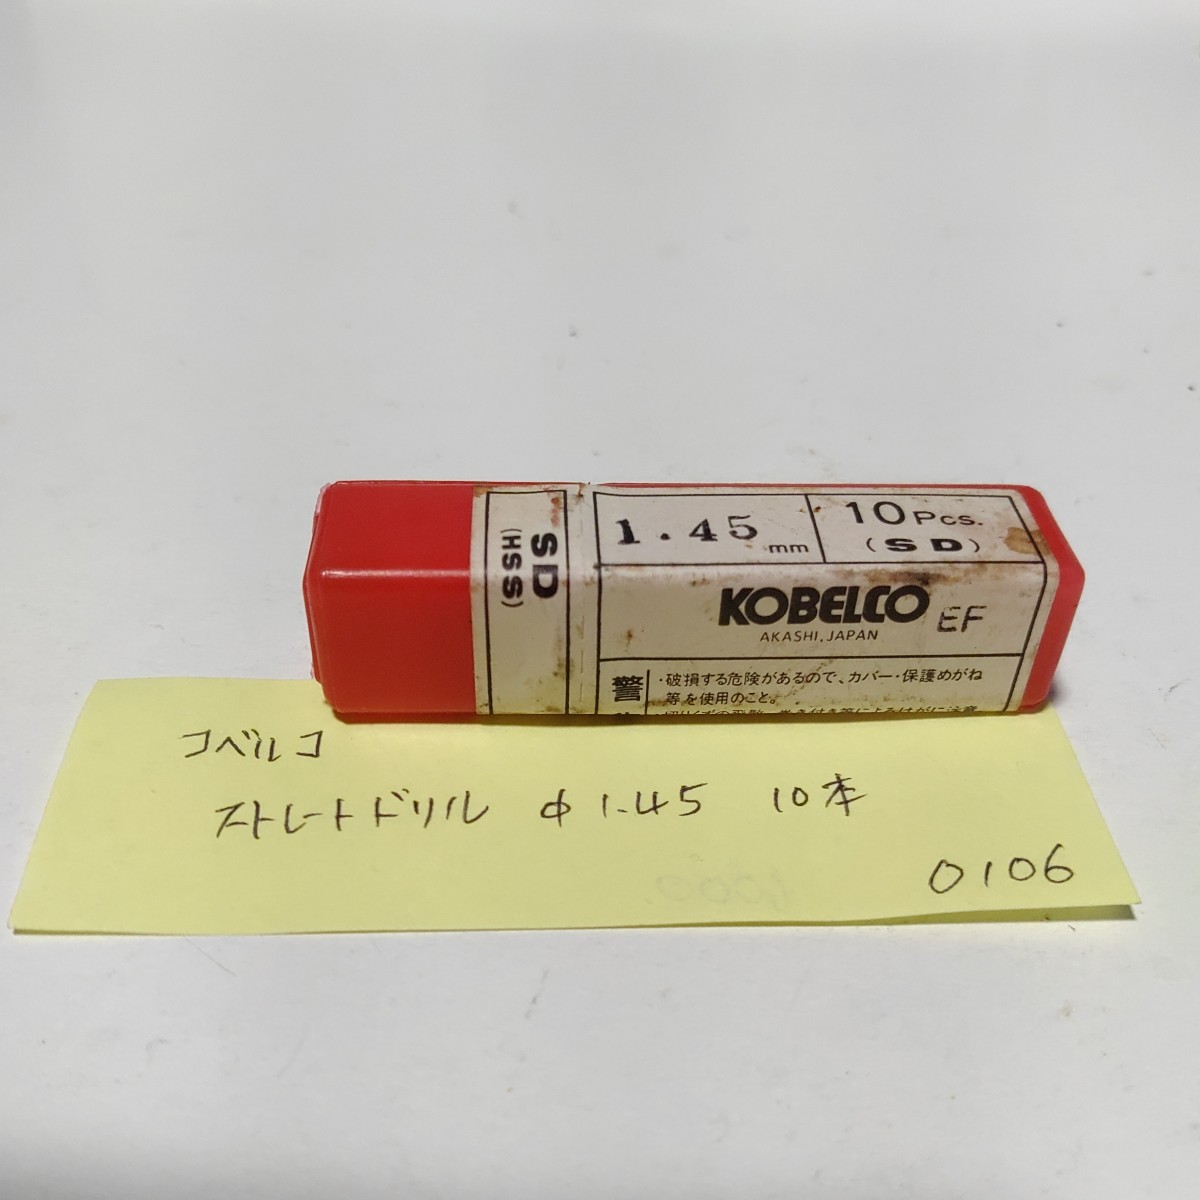 SD
(HSS)
1.45 mm
10 Pcs.
(SD)
KOBELCO EF
AKASHI, JAPAN
警
・破損する危険があるので、カバー・保護めがね
等を使用のこと。
コベルコ
ストレートドリル φ1.45 10本
0106